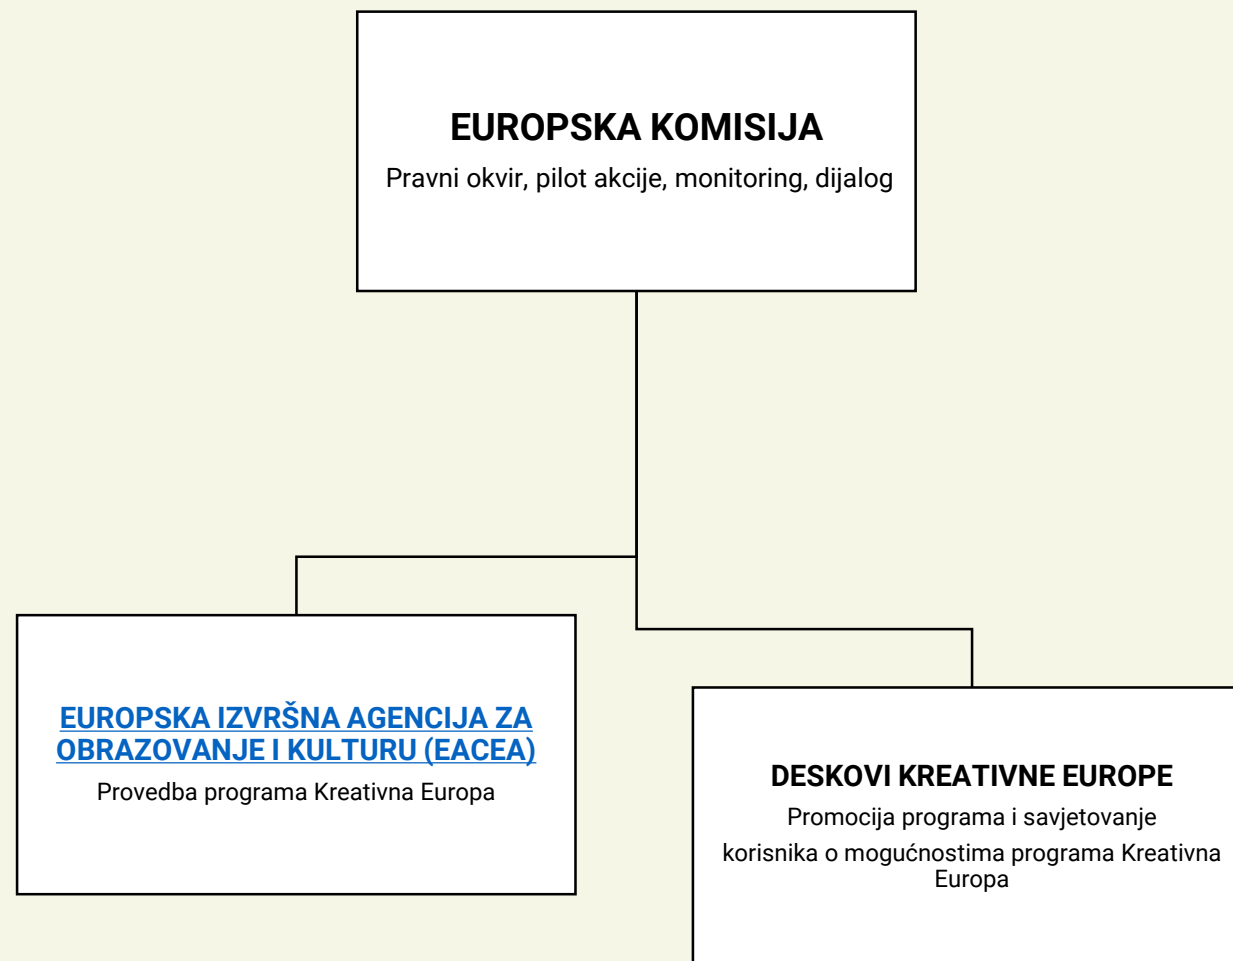 EUROPSKA KOMISIJA
Pravni okvir, pilot akcije, monitoring, dijalog
EUROPSKA IZVRŠNA AGENCIJA ZA
OBRAZOVANJE I KULTURU (EACEA)
Provedba programa Kreativna Europa
DESKOVI KREATIVNE EUROPE
Promocija programa i savjetovanje
korisnika o mogućnostima programa Kreativna
Europa